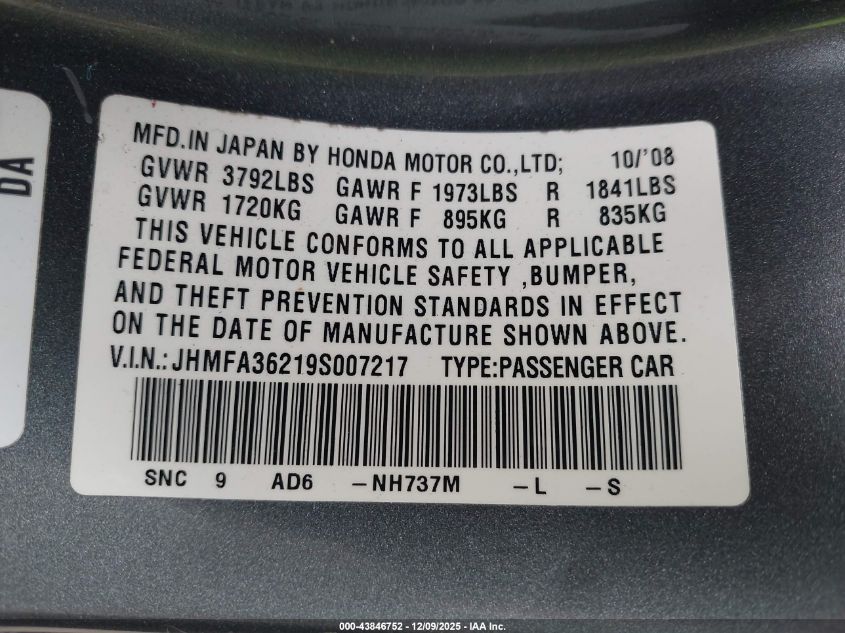 MFD.IN JAPAN BY HONDA MOTOR CO.,LTD; 10/'08
GVWR 3792LBS GAWR F 1973LBS R 1841LBS
GVWR 1720KG GAWR F 895KG R 835KG
THIS VEHICLE CONFORMS TO ALL APPLICABLE
FEDERAL MOTOR VEHICLE SAFETY ,BUMPER,
AND THEFT PREVENTION STANDARDS IN EFFECT
ON THE DATE OF MANUFACTURE SHOWN ABOVE.
V.I.N.: JHMFA36219S007217 TYPE:PASSENGER CAR
SNC 9 AD6 -NH737M -L -S
DA
000-43846752 - 12/09/2025 - IAA Inc.